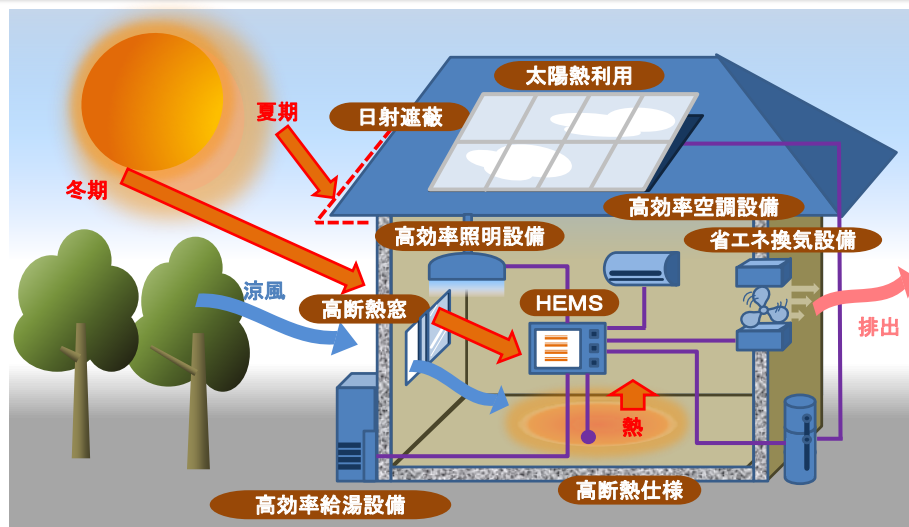 太陽熱利用
夏期
日射遮蔽
冬期
高効率空調設備
高効率照明設備
省エネ換気設備
涼風
高断熱窓
HEMS
排出
熱
高断熱仕様
高効率給湯設備